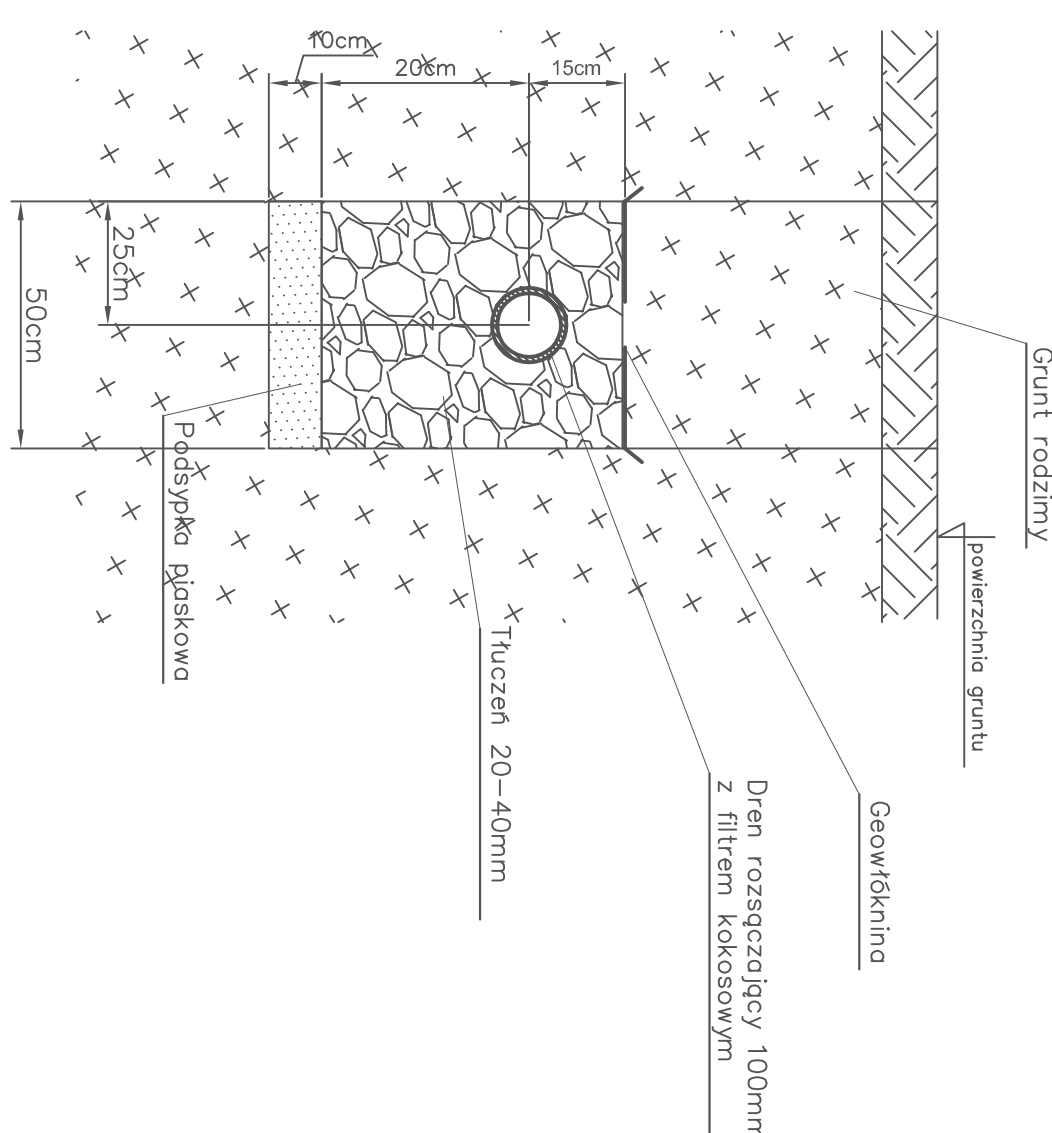 10cm
20cm
15cm
25cm
50cm
Grunt rodzimy
powierzchnia gruntu
Geowłóknina
Dren rozsączający 100mm
z filtrem kokosowym
Tłuczeń 20–40mm
Podsypka piaskowa